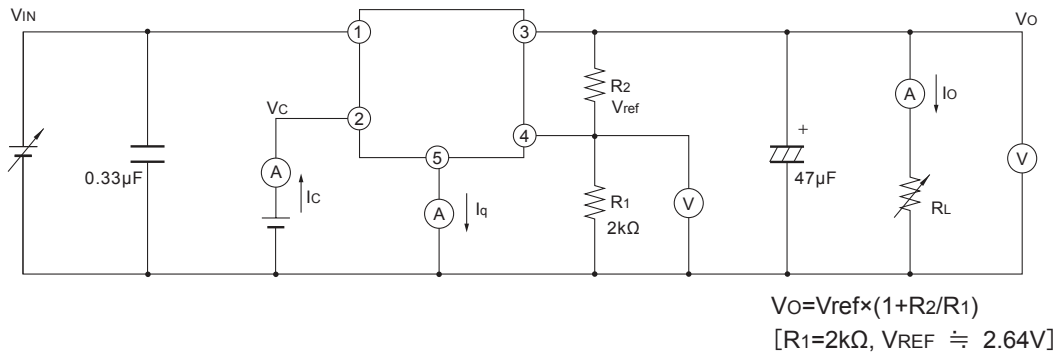 VIN
VO
1
3
R2
Vref
A
IO
VC
2
4
+
5
0.33μF
A
IC
A
Iq
R1
2kΩ
V
47μF
RL
V
VO=Vref×(1+R2/R1)
[R1=2kΩ, VREF ≒ 2.64V]